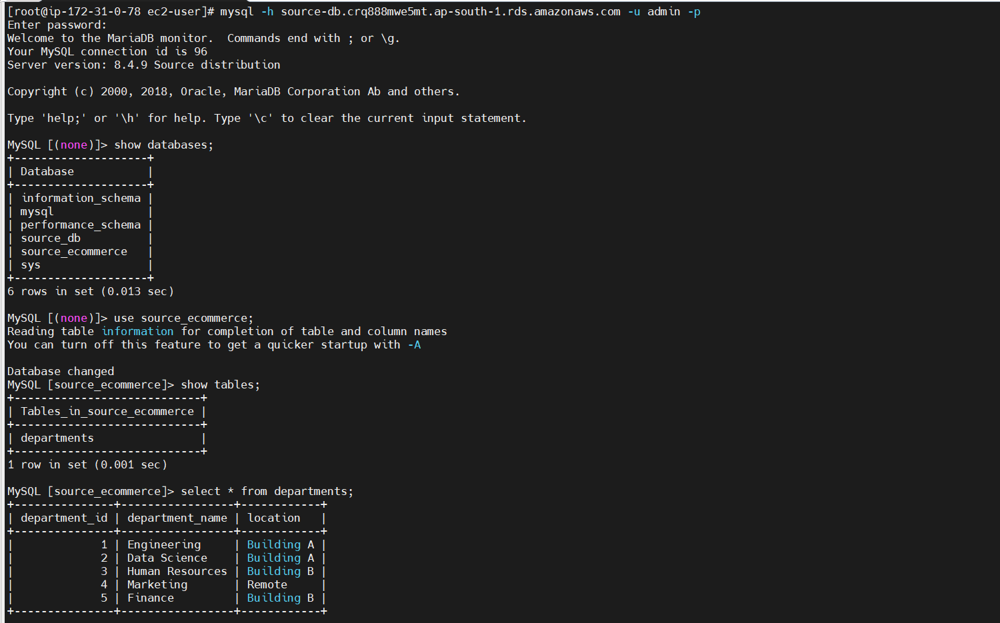 [root@ip-172-31-0-78 ec2-user]# mysql -h source-db.crq888mwe5mt.ap-south-1.rds.amazonaws.com -u admin -p
Enter password:
Welcome to the MariaDB monitor.  Commands end with ; or \g.
Your MySQL connection id is 96
Server version: 8.4.9 Source distribution

Copyright (c) 2000, 2018, Oracle, MariaDB Corporation Ab and others.

Type 'help;' or '\h' for help. Type '\c' to clear the current input statement.

MySQL [(none)]> show databases;
+--------------------+
| Database           |
+--------------------+
| information_schema |
| mysql              |
| performance_schema |
| source_db          |
| source_ecommerce   |
| sys                |
+--------------------+
6 rows in set (0.013 sec)

MySQL [(none)]> use source_ecommerce;
Reading table information for completion of table and column names
You can turn off this feature to get a quicker startup with -A

Database changed
MySQL [source_ecommerce]> show tables;
+----------------------------+
| Tables_in_source_ecommerce |
+----------------------------+
| departments                |
+----------------------------+
1 row in set (0.001 sec)

MySQL [source_ecommerce]> select * from departments;
+---------------+-----------------+------------+
| department_id | department_name | location   |
+---------------+-----------------+------------+
|             1 | Engineering     | Building A |
|             2 | Data Science    | Building A |
|             3 | Human Resources | Building B |
|             4 | Marketing       | Remote     |
|             5 | Finance         | Building B |
+---------------+-----------------+------------+